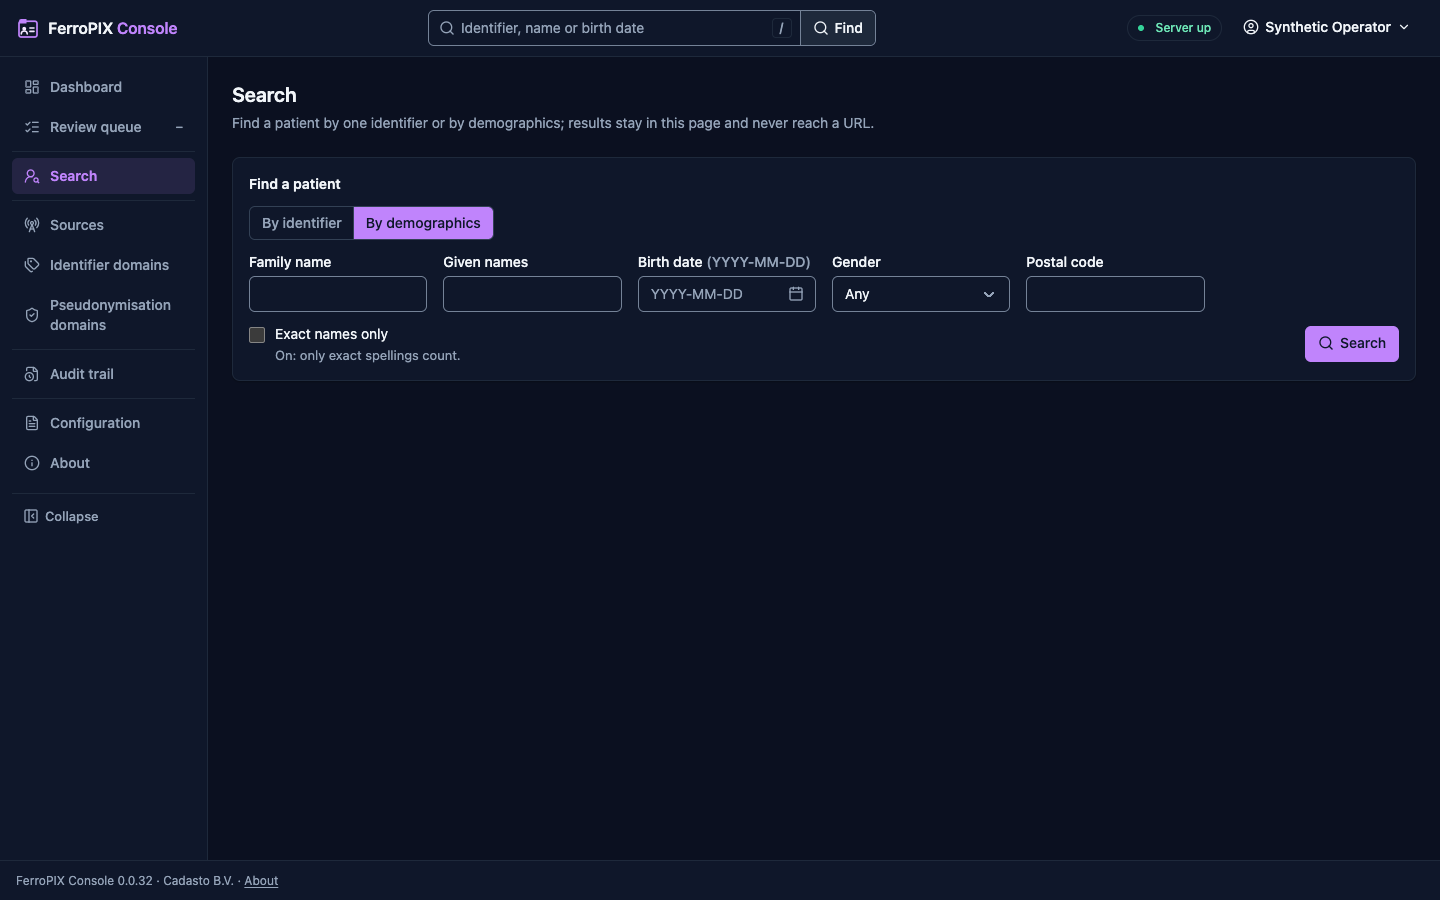 FerroPIX Console
Identifier, name or birth date
/
Find
Server up
Synthetic Operator
Dashboard
Review queue
–
Search
Sources
Identifier domains
Pseudonymisation
domains
Audit trail
Configuration
About
Collapse
Search
Find a patient by one identifier or by demographics; results stay in this page and never reach a URL.
Find a patient
By identifier
By demographics
Family name
Given names
Birth date (YYYY-MM-DD)
Gender
Postal code
YYYY-MM-DD
Any
Exact names only
On: only exact spellings count.
Search
FerroPIX Console 0.0.32 · Cadasto B.V. · About